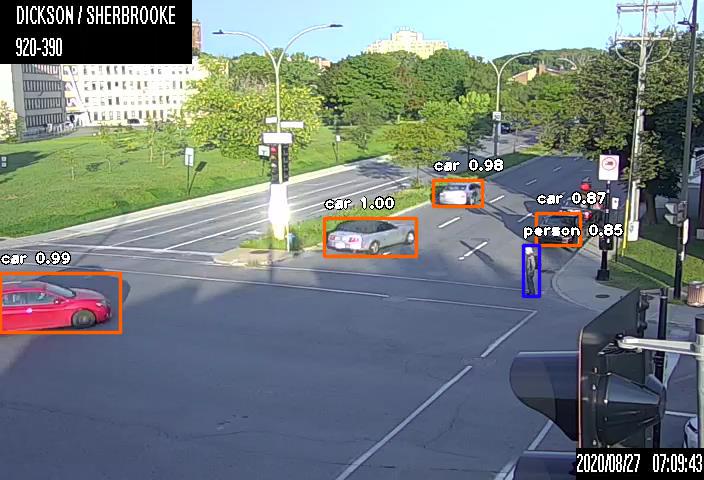 DICKSON / SHERBROOKE
920-390
car 0.98
car 0.87
car 1.00
person 0.85
car 0.99
2020/08/27 07:09:43